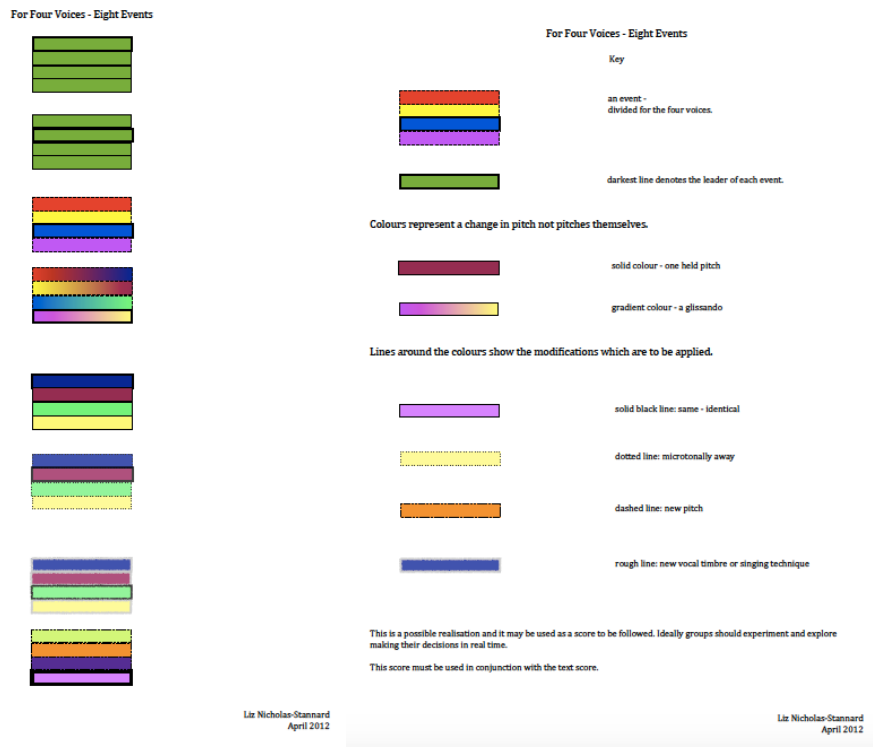 For Four Voices - Eight Events
Liz Nicholas-Stannard
April 2012
For Four Voices - Eight Events
Key
an event -
divided for the four voices.
darkest line denotes the leader of each event.
Colours represent a change in pitch not pitches themselves.
solid colour - one held pitch
gradient colour - a glissando
Lines around the colours show the modifications which are to be applied.
solid black line: same - identical
dotted line: microtonally away
dashed line: new pitch
rough line: new vocal timbre or singing technique
This is a possible realisation and it may be used as a score to be followed. Ideally groups should experiment and explore
making their decisions in real time.
This score must be used in conjunction with the text score.
Liz Nicholas-Stannard
April 2012